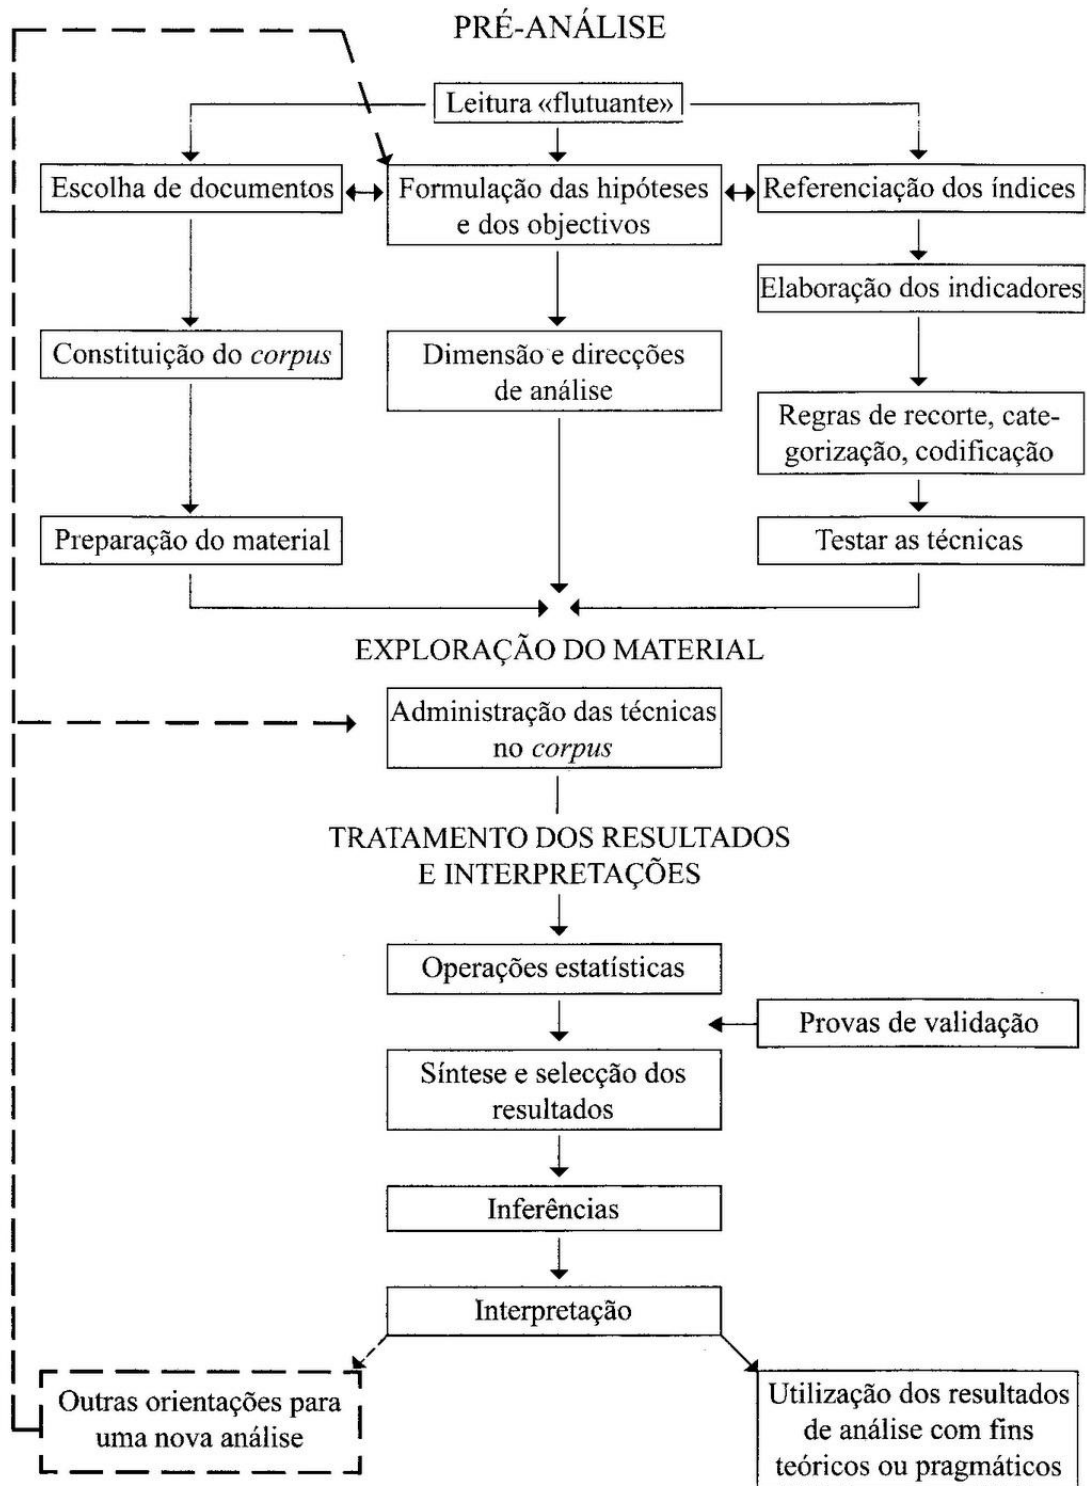 PRÉ-ANÁLISE
Leitura «flutuante»
Escolha de documentos
Formulação das hipóteses
e dos objectivos
Referenciação dos índices
Elaboração dos indicadores
Constituição do corpus
Dimensão e direcções
de análise
Regras de recorte, cate-
gorização, codificação
Preparação do material
Testar as técnicas
EXPLORAÇÃO DO MATERIAL
Administração das técnicas
no corpus
TRATAMENTO DOS RESULTADOS
E INTERPRETAÇÕES
Operações estatísticas
Provas de validação
Síntese e selecção dos
resultados
Inferências
Interpretação
Outras orientações para
uma nova análise
Utilização dos resultados
de análise com fins
teóricos ou pragmáticos